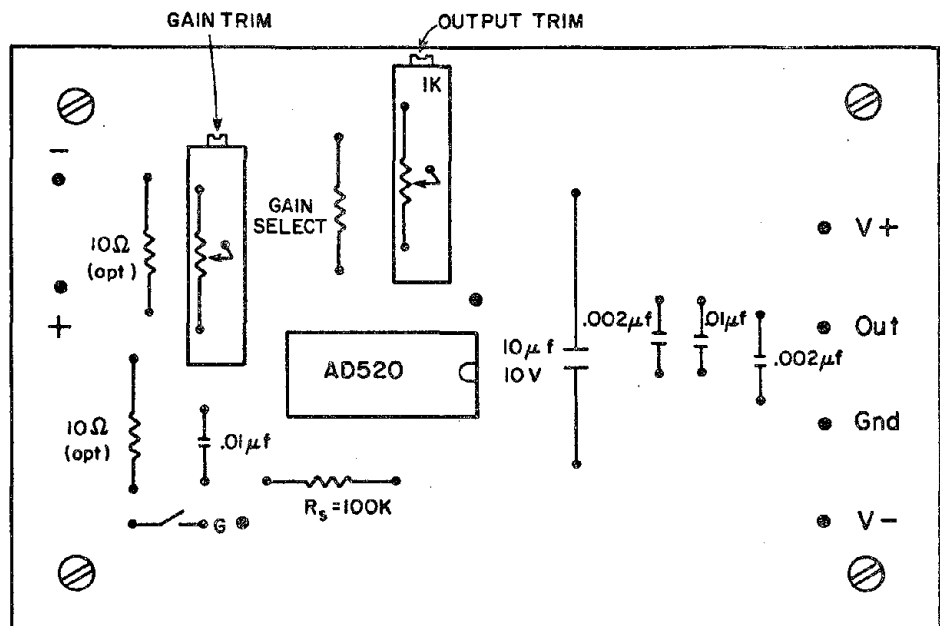 GAIN TRIM
OUTPUT TRIM
1K
−
GAIN
SELECT
10Ω
(opt)
V+
+
.002μf
.01μf
Out
10μf
10V
.002μf
AD520
Gnd
10Ω
(opt)
.01μf
Rs=100K
G
V−